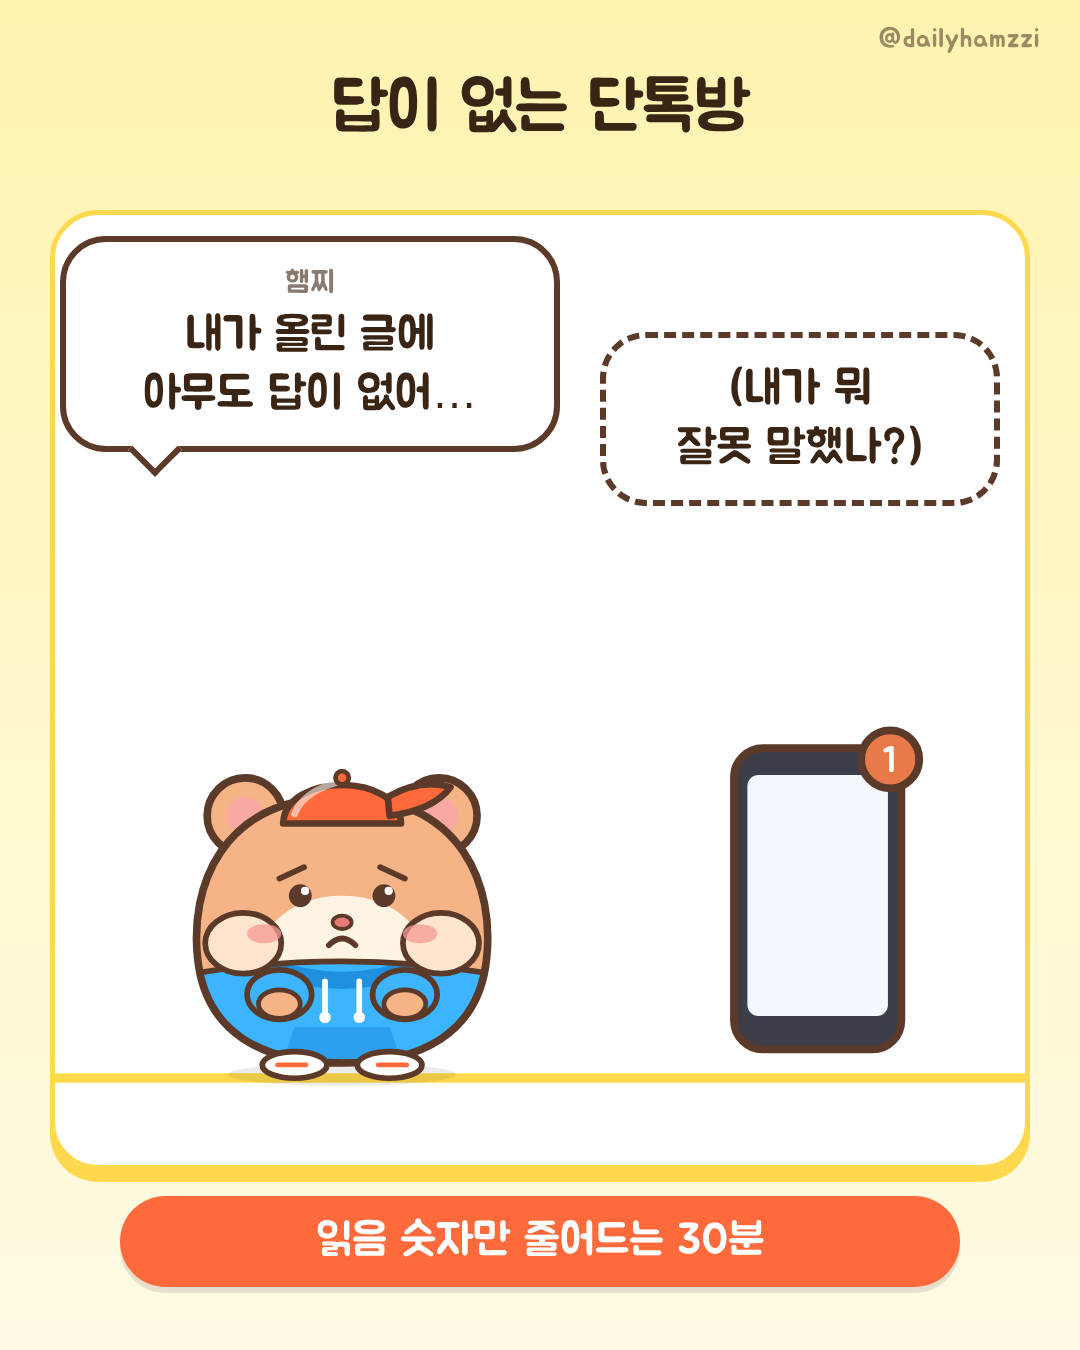 @dailyhamzzi
답이 없는 단톡방
햄찌
내가 올린 글에
아무도 답이 없어...
(내가 뭐
잘못 말했나?)
1
읽음 숫자만 줄어드는 30분